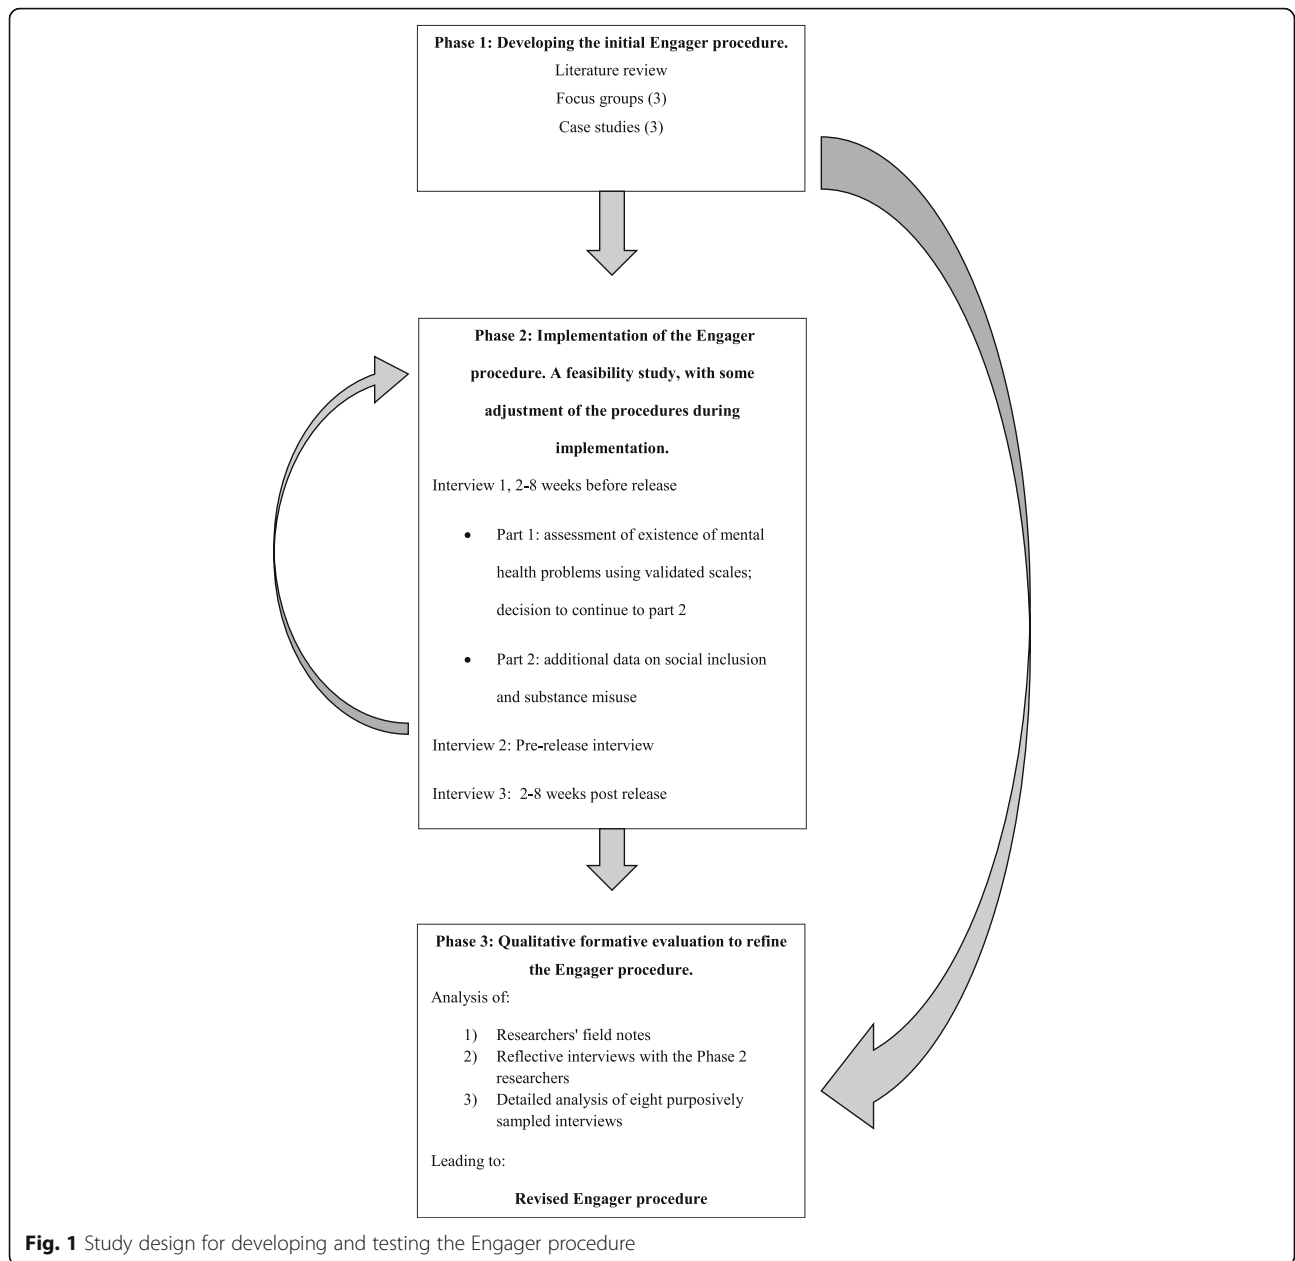 Phase 1: Developing the initial Engager procedure.
Literature review
Focus groups (3)
Case studies (3)
Phase 2: Implementation of the Engager
procedure. A feasibility study, with some
adjustment of the procedures during
implementation.
Interview 1, 2-8 weeks before release
• Part 1: assessment of existence of mental
health problems using validated scales;
decision to continue to part 2
• Part 2: additional data on social inclusion
and substance misuse
Interview 2: Pre-release interview
Interview 3: 2-8 weeks post release
Phase 3: Qualitative formative evaluation to refine
the Engager procedure.
Analysis of:
1) Researchers' field notes
2) Reflective interviews with the Phase 2
researchers
3) Detailed analysis of eight purposively
sampled interviews
Leading to:
Revised Engager procedure
Fig. 1 Study design for developing and testing the Engager procedure